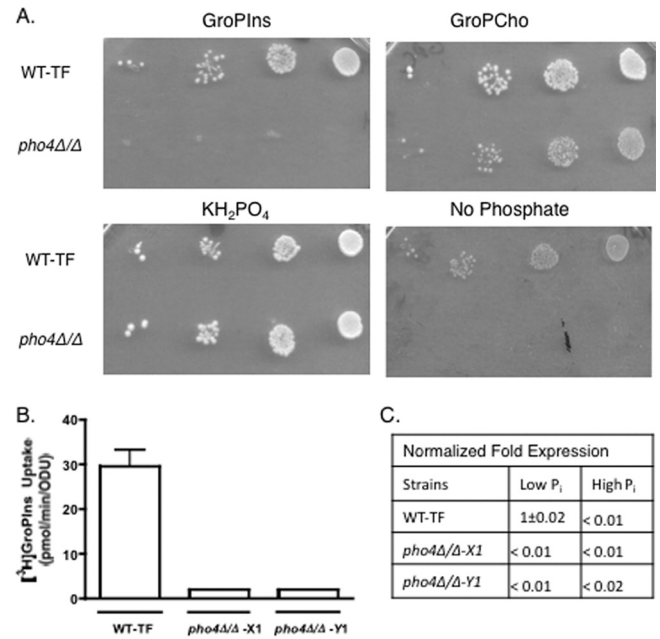 A.
GroPIns
GroPCho
WT-TF
pho4Δ/Δ
KH₂PO₄
No Phosphate
WT-TF
pho4Δ/Δ
B.
[³H]GroPIns Uptake
(pmol/min/ODU)
40
30
20
10
0
WT-TF
pho4Δ/Δ -X1
pho4Δ/Δ -Y1
C.
Normalized Fold Expression
Strains Low Pᵢ High Pᵢ
WT-TF 1±0.02 < 0.01
pho4Δ/Δ-X1 < 0.01 < 0.01
pho4Δ/Δ-Y1 < 0.01 < 0.02